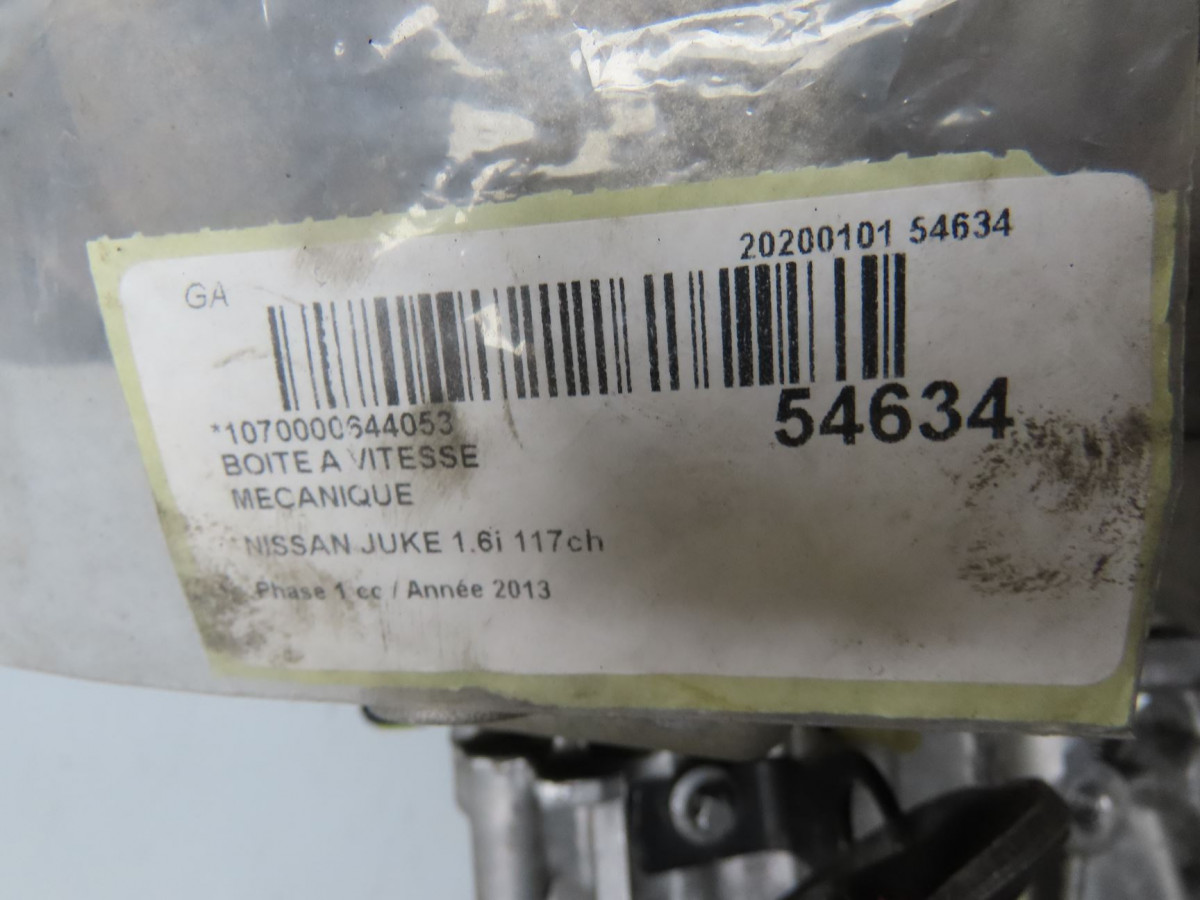 20200101 54634
GA
54634
*1070000644053
BOITE A VITESSE
MECANIQUE
*NISSAN JUKE 1.6i 117ch
Phase 1 cc / Année 2013